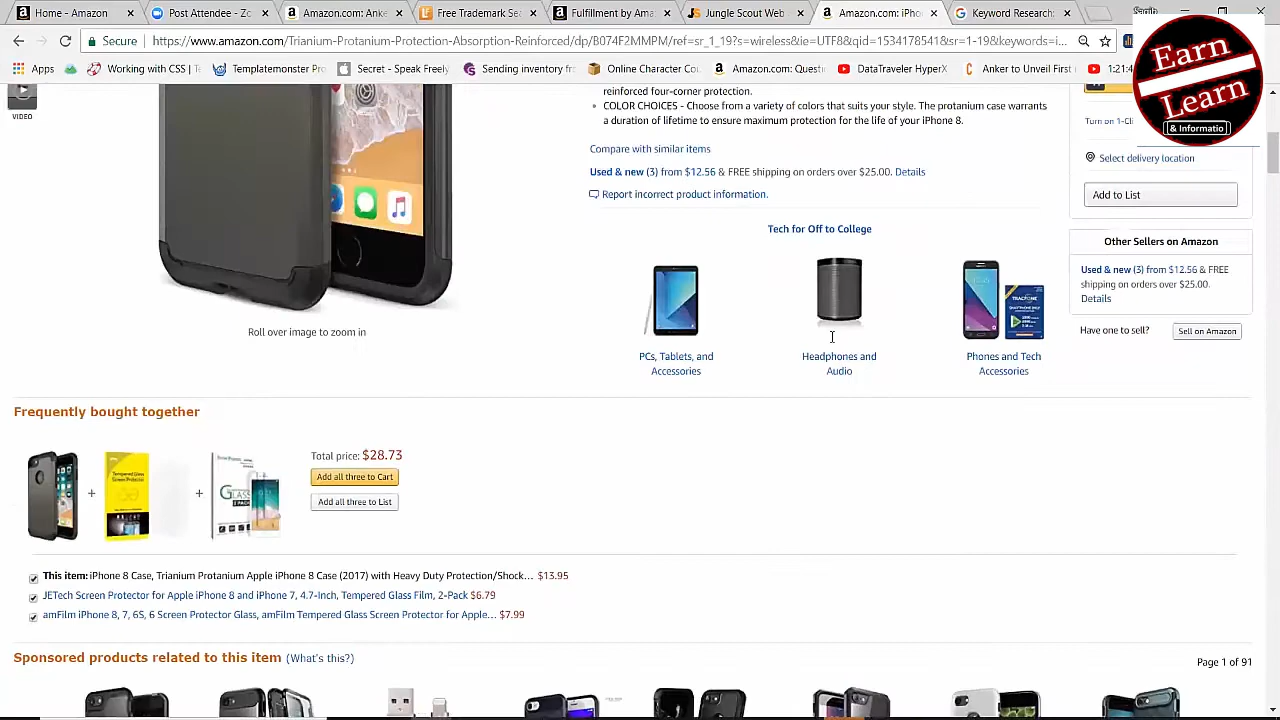 Home - Amazon
Post Attendee - Zo
Amazon.com: Anke
Free Trademark Se
Fulfillment by Ama
Jungle Scout Web
Amazon.com: iPho
Keyword Research:
Secure
https://www.amazon.com/Trianium-Protanium-Protection-Absorption-Reinforced/dp/B074F2MMPM/ref=sr_1_19?s=wireless&ie=UTF8&qid=1534178541&sr=1-19&keywords=i...
Apps
Working with CSS | T
Templatemonster
Secret - Speak Freely
Selling inventory fr
Online Character Co
Amazon.com: Questi
DataTraveler HyperX
Anker to Unveil First
1:21:4
Earn
Learn
& Informatio
VIDEO
reinforced four-corner protection.
COLOR CHOICES - Choose from a variety of colors that suits your style. The protanium case warrants
a duration of lifetime to ensure maximum protection for the life of your iPhone 8.
Compare with similar items
Used & new (3) from $12.56 & FREE shipping on orders over $25.00. Details
Report incorrect product information.
Turn on 1-Cli
Select delivery location
Add to List
Other Sellers on Amazon
Used & new (3) from $12.56 & FREE
shipping on orders over $25.00.
Details
Have one to sell?
Sell on Amazon
Tech for Off to College
PCs, Tablets, and
Accessories
Headphones and
Audio
Phones and Tech
Accessories
Roll over image to zoom in
Frequently bought together
Total price: $28.73
Add all three to Cart
Add all three to List
This item: iPhone 8 Case, Trianium Protanium Apple iPhone 8 Case (2017) with Heavy Duty Protection/Shock... $13.95
JETech Screen Protector for Apple iPhone 8 and iPhone 7, 4.7-Inch, Tempered Glass Film, 2-Pack $6.79
amFilm iPhone 8, 7, 6S, 6 Screen Protector Glass, amFilm Tempered Glass Screen Protector for Apple... $7.99
Sponsored products related to this item (What's this?)
Page 1 of 91